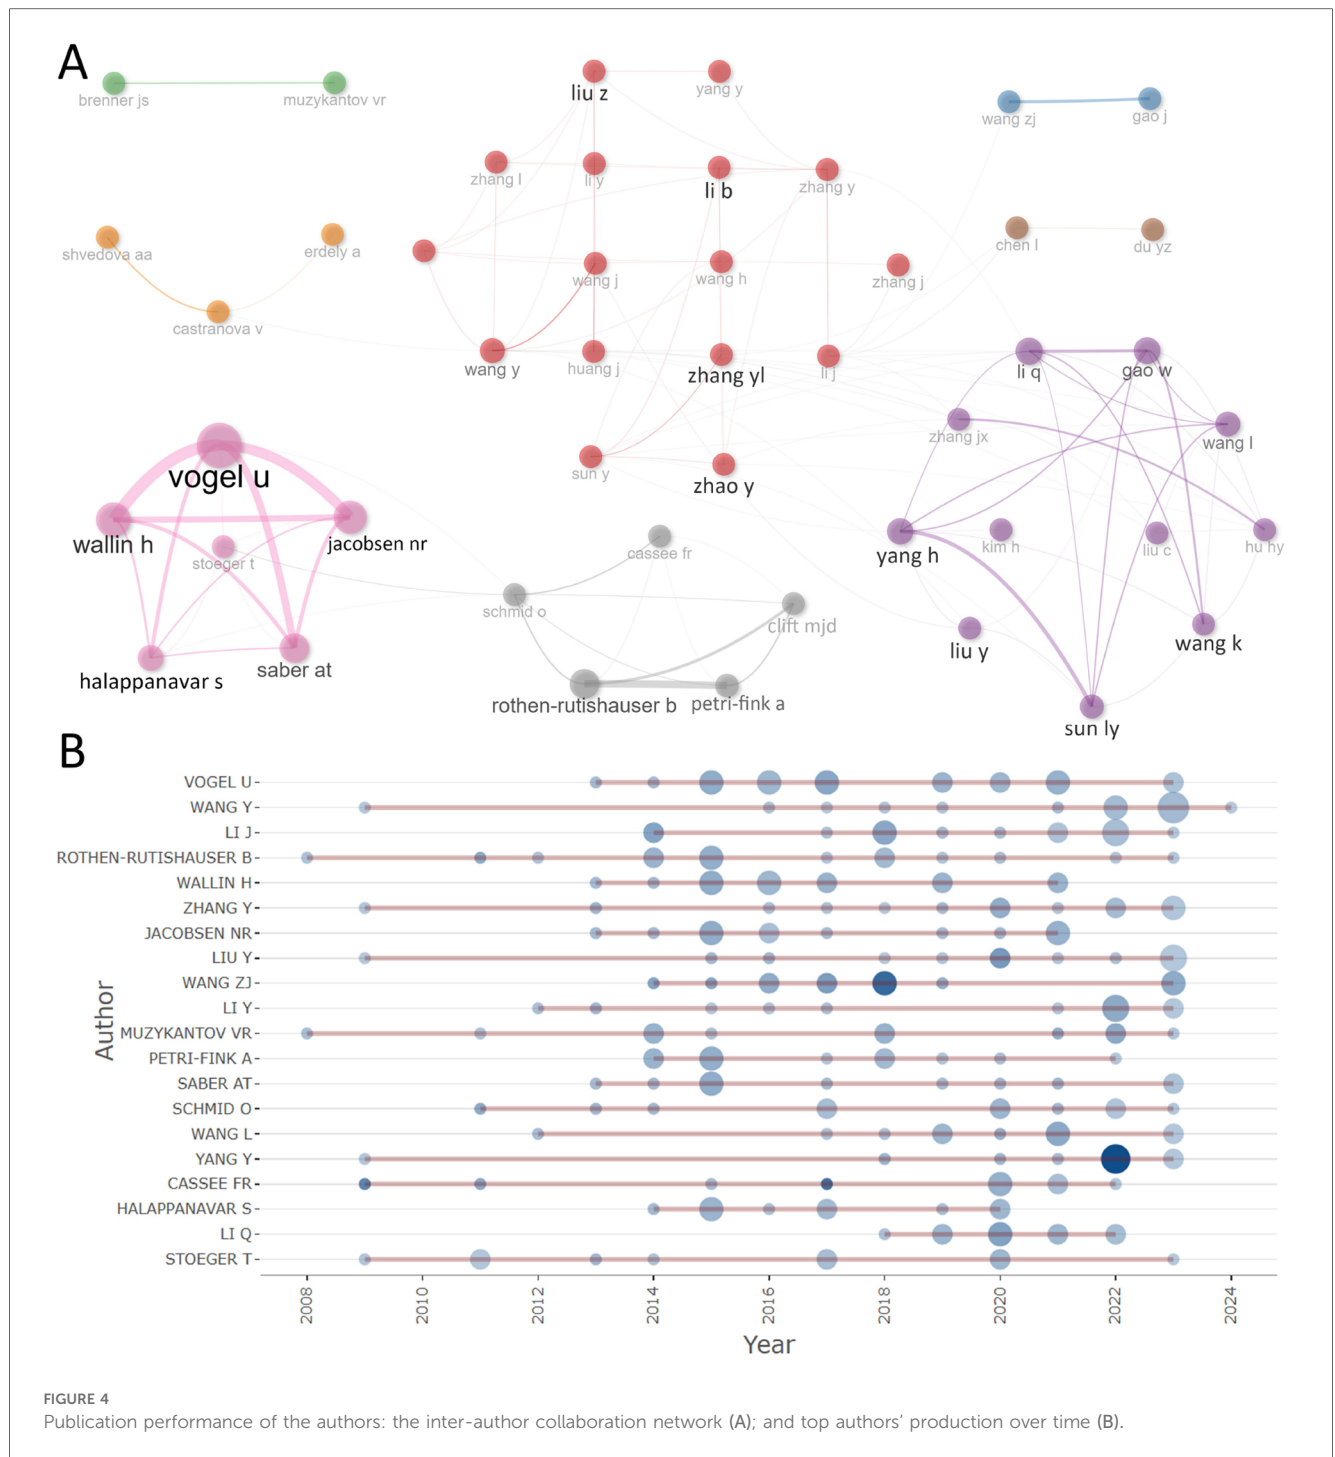 A
brenner js
muzykantov vr
liu z
yang y
wang zj
gao j
zhang l
li y
li b
zhang y
shvedova aa
erdely a
castranova v
wang j
wang h
zhang j
chen l
du yz
wang y
huang j
zhang yl
li j
li q
gao w
zhang jx
wang l
vogel u
wallin h
jacobsen nr
stoeger t
sun y
zhao y
cassee fr
yang h
kim h
liu c
hu hy
schmid o
clift mjd
halappanavar s
saber at
liu y
wang k
rothen-rutishauser b
petri-fink a
sun ly
B
Author
VOGEL U
WANG Y
LI J
ROTHEN-RUTISHAUSER B
WALLIN H
ZHANG Y
JACOBSEN NR
LIU Y
WANG ZJ
LI Y
MUZYKANTOV VR
PETRI-FINK A
SABER AT
SCHMID O
WANG L
YANG Y
CASSEE FR
HALAPPANAVAR S
LI Q
STOEGER T
2008
2010
2012
2014
2016
2018
2020
2022
2024
Year
FIGURE 4
Publication performance of the authors: the inter-author collaboration network (A); and top authors' production over time (B).